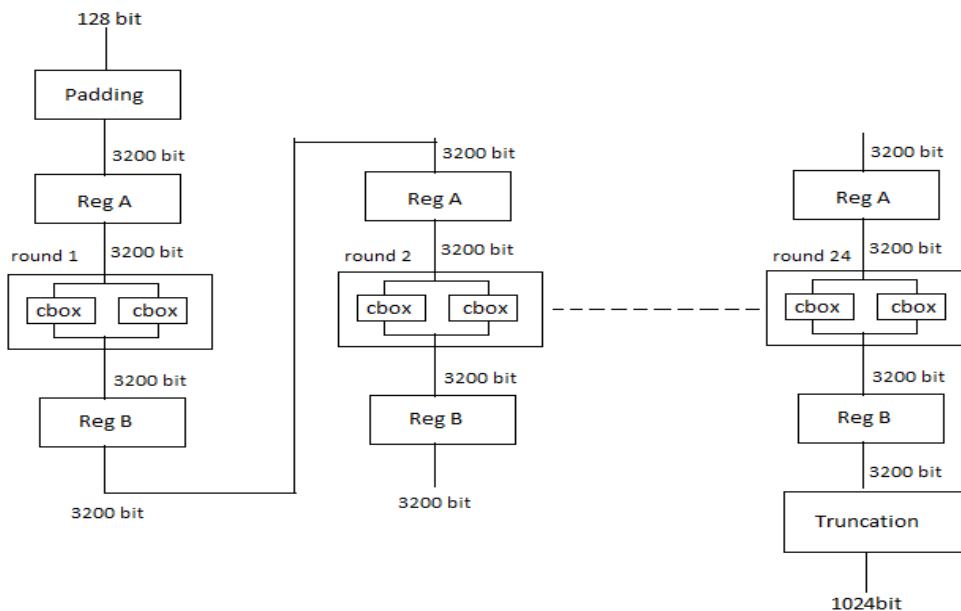 128 bit
Padding
3200 bit
Reg A
3200 bit
round 1
cbox
cbox
3200 bit
Reg B
3200 bit
3200 bit
Reg A
3200 bit
round 2
cbox
cbox
3200 bit
Reg B
3200 bit
3200 bit
Reg A
3200 bit
round 24
cbox
cbox
3200 bit
Reg B
3200 bit
Truncation
1024bit